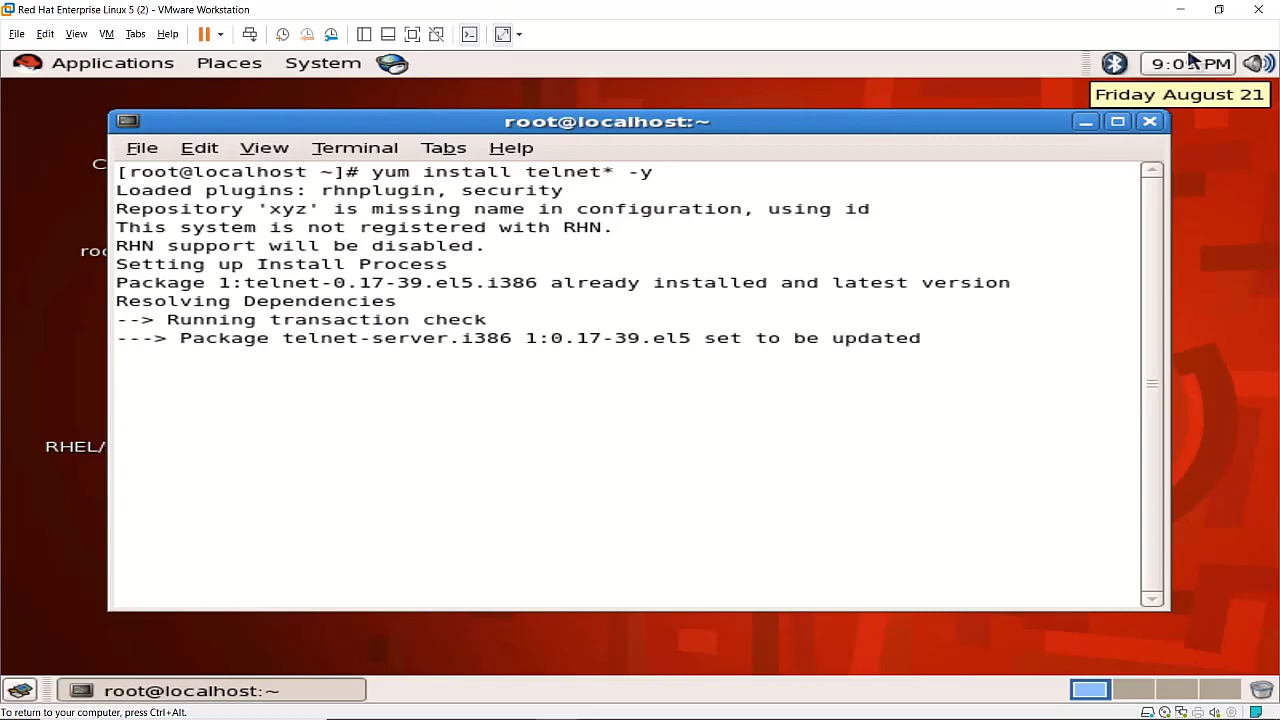 Red Hat Enterprise Linux 5 (2) - VMware Workstation
File Edit View VM Tabs Help
Applications Places System
PM
Friday August 21
root@localhost:~
File Edit View Terminal Tabs Help
[root@localhost ~]# yum install telnet* -y
Loaded plugins: rhnplugin, security
Repository 'xyz' is missing name in configuration, using id
This system is not registered with RHN.
RHN support will be disabled.
Setting up Install Process
Package 1:telnet-0.17-39.el5.i386 already installed and latest version
Resolving Dependencies
--> Running transaction check
---> Package telnet-server.i386 1:0.17-39.el5 set to be updated
C
roo
RHEL/
root@localhost:~
To return to your computer, press Ctrl+Alt.